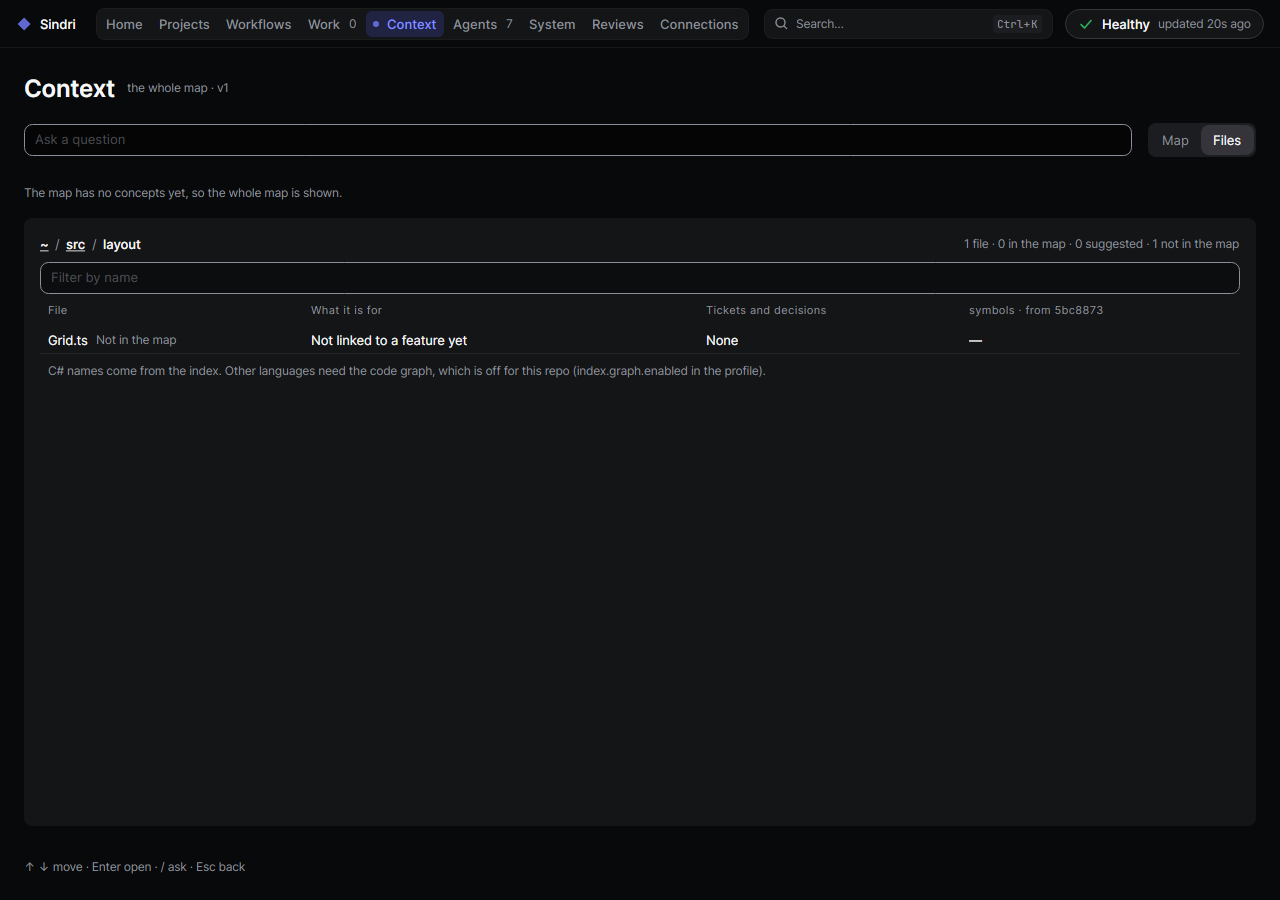 Sindri Home Projects Workflows Work 0 Context Agents 7 System Reviews Connections Search... Ctrl+K Healthy updated 20s ago
Context the whole map · v1
Ask a question Map Files
The map has no concepts yet, so the whole map is shown.
~ / src / layout 1 file · 0 in the map · 0 suggested · 1 not in the map
Filter by name
File What it is for Tickets and decisions symbols · from 5bc8873
Grid.ts Not in the map Not linked to a feature yet None —
C# names come from the index. Other languages need the code graph, which is off for this repo (index.graph.enabled in the profile).
↑ ↓ move · Enter open · / ask · Esc back